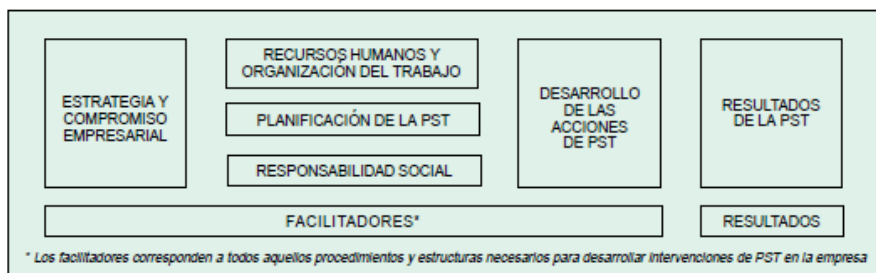 ESTRATEGIA Y
COMPROMISO
EMPRESARIAL
RECURSOS HUMANOS Y
ORGANIZACIÓN DEL TRABAJO
PLANIFICACIÓN DE LA PST
RESPONSABILIDAD SOCIAL
DESARROLLO
DE LAS
ACCIONES
DE PST
RESULTADOS
DE LA PST
FACILITADORES*
RESULTADOS
* Los facilitadores corresponden a todos aquellos procedimientos y estructuras necesarios para desarrollar intervenciones de PST en la empresa